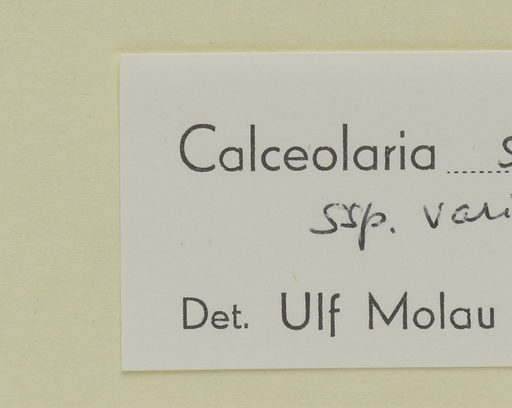 Calceolaria
ssp.
Det. Ulf Molau